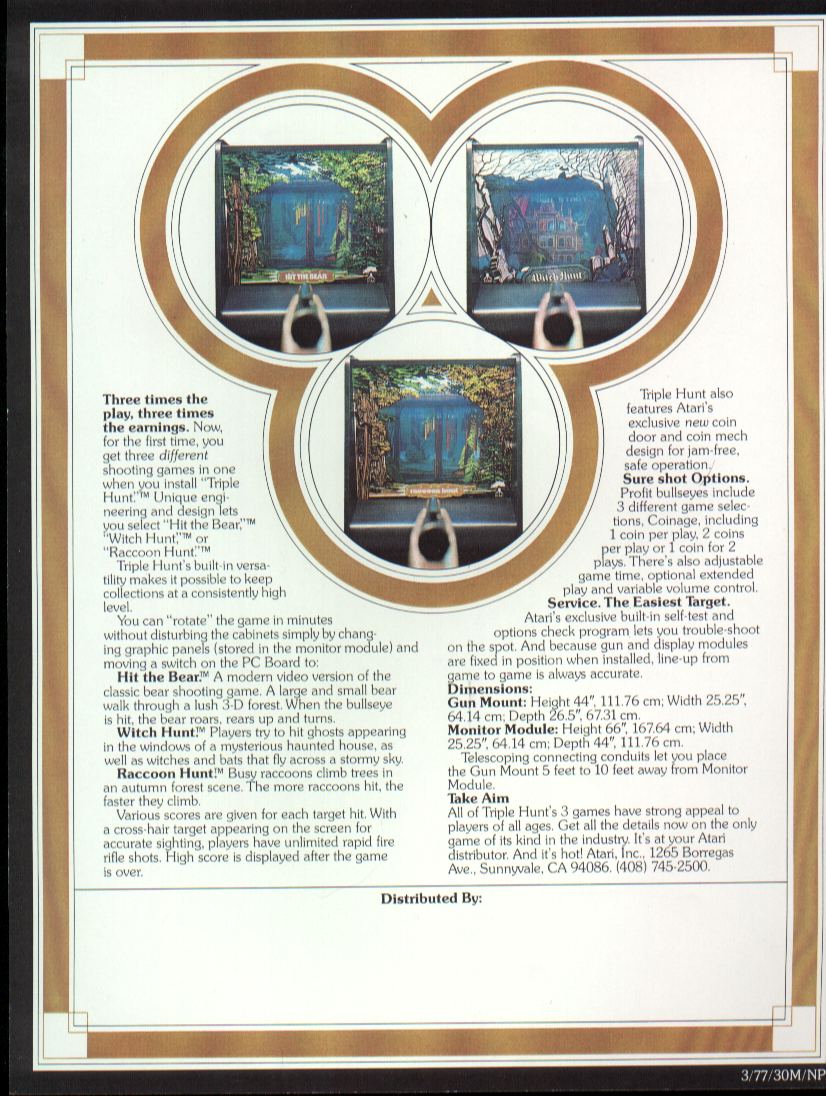 HIT THE BEAR
Witch Hunt
raccoon hunt
Three times the
play, three times
the earnings. Now,
for the first time, you
get three different
shooting games in one
when you install "Triple
Hunt."™ Unique engi-
neering and design lets
you select "Hit the Bear,"™
"Witch Hunt,"™ or
"Raccoon Hunt."™
Triple Hunt's built-in versa-
tility makes it possible to keep
collections at a consistently high
level.
You can "rotate" the game in minutes
without disturbing the cabinets simply by chang-
ing graphic panels (stored in the monitor module) and
moving a switch on the PC Board to:
Hit the Bear.™ A modern video version of the
classic bear shooting game. A large and small bear
walk through a lush 3-D forest. When the bullseye
is hit, the bear roars, rears up and turns.
Witch Hunt.™ Players try to hit ghosts appearing
in the windows of a mysterious haunted house, as
well as witches and bats that fly across a stormy sky.
Raccoon Hunt.™ Busy raccoons climb trees in
an autumn forest scene. The more raccoons hit, the
faster they climb.
Various scores are given for each target hit. With
a cross-hair target appearing on the screen for
accurate sighting, players have unlimited rapid fire
rifle shots. High score is displayed after the game
is over.
Triple Hunt also
features Atari's
exclusive new coin
door and coin mech
design for jam-free,
safe operation.
Sure shot Options.
Profit bullseyes include
3 different game selec-
tions, Coinage, including
1 coin per play, 2 coins
per play or 1 coin for 2
plays. There's also adjustable
game time, optional extended
play and variable volume control.
Service. The Easiest Target.
Atari's exclusive built-in self-test and
options check program lets you trouble-shoot
on the spot. And because gun and display modules
are fixed in position when installed, line-up from
game to game is always accurate.
Dimensions:
Gun Mount: Height 44", 111.76 cm; Width 25.25",
64.14 cm; Depth 26.5", 67.31 cm.
Monitor Module: Height 66", 167.64 cm; Width
25.25", 64.14 cm; Depth 44", 111.76 cm.
Telescoping connecting conduits let you place
the Gun Mount 5 feet to 10 feet away from Monitor
Module.
Take Aim
All of Triple Hunt's 3 games have strong appeal to
players of all ages. Get all the details now on the only
game of its kind in the industry. It's at your Atari
distributor. And it's hot! Atari, Inc., 1265 Borregas
Ave., Sunnyvale, CA 94086. (408) 745-2500.
Distributed By:
3/77/30M/NP